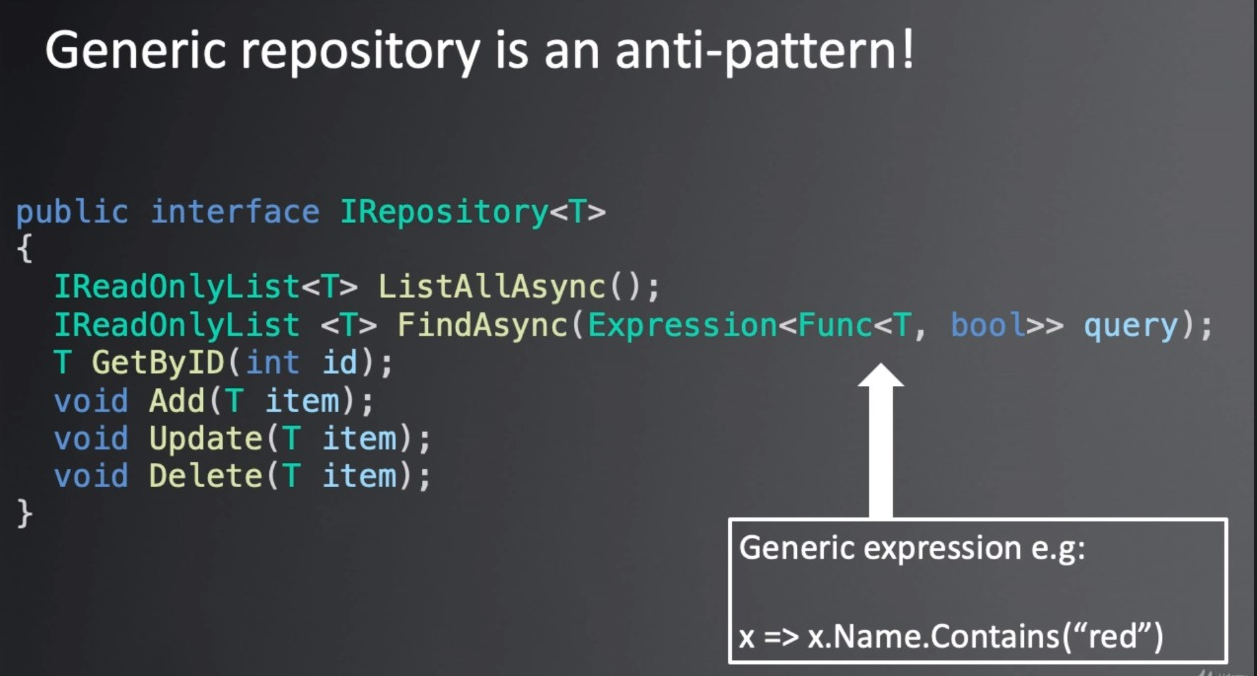 Generic repository is an anti-pattern!
public interface IRepository<T>
{
IReadOnlyList<T> ListAllAsync();
IReadOnlyList <T> FindAsync(Expression<Func<T, bool>> query);
T GetByID(int id);
void Add(T item);
void Update(T item);
void Delete(T item);
}
Generic expression e.g:
x => x.Name.Contains(“red”)